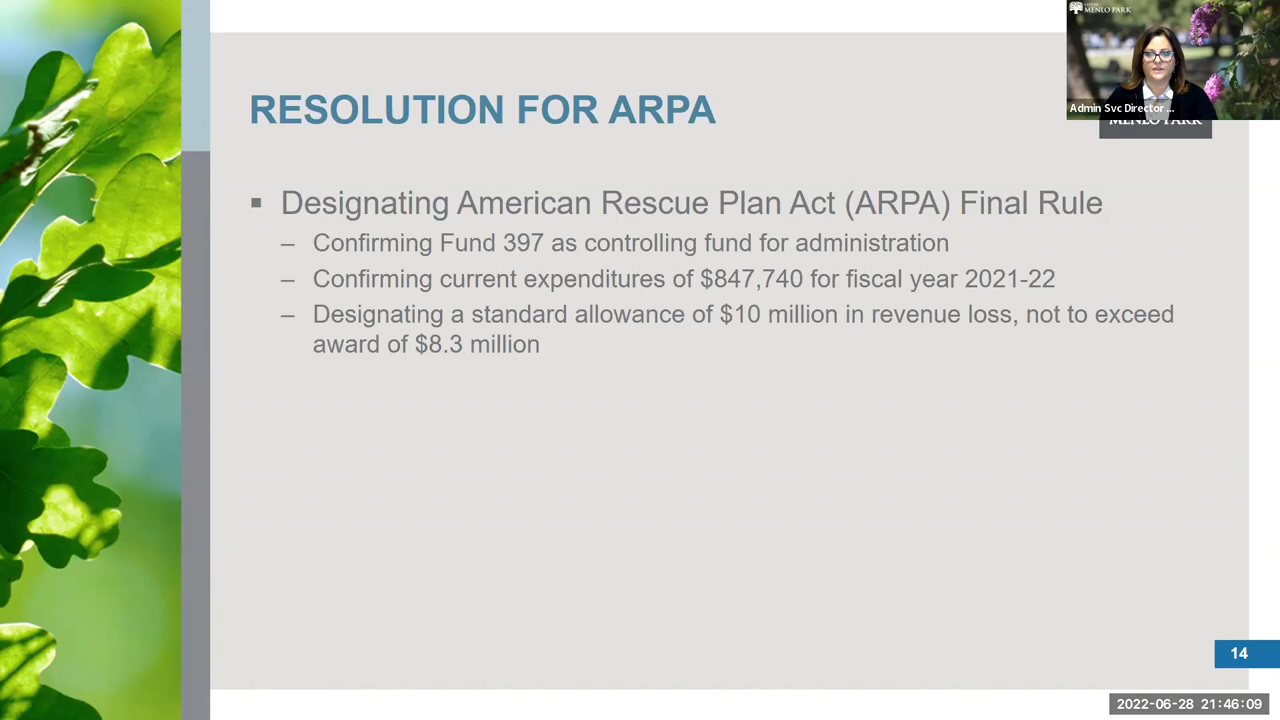 MENLO PARK
Admin Svc Director ...
MENLO PARK
RESOLUTION FOR ARPA
▪ Designating American Rescue Plan Act (ARPA) Final Rule
– Confirming Fund 397 as controlling fund for administration
– Confirming current expenditures of $847,740 for fiscal year 2021-22
– Designating a standard allowance of $10 million in revenue loss, not to exceed
award of $8.3 million
14
2022-06-28 21:46:09